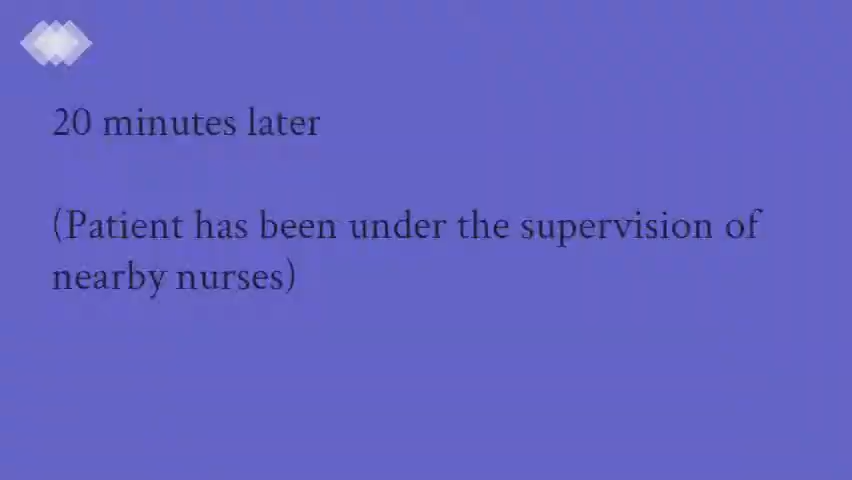 20 minutes later
(Patient has been under the supervision of
nearby nurses)